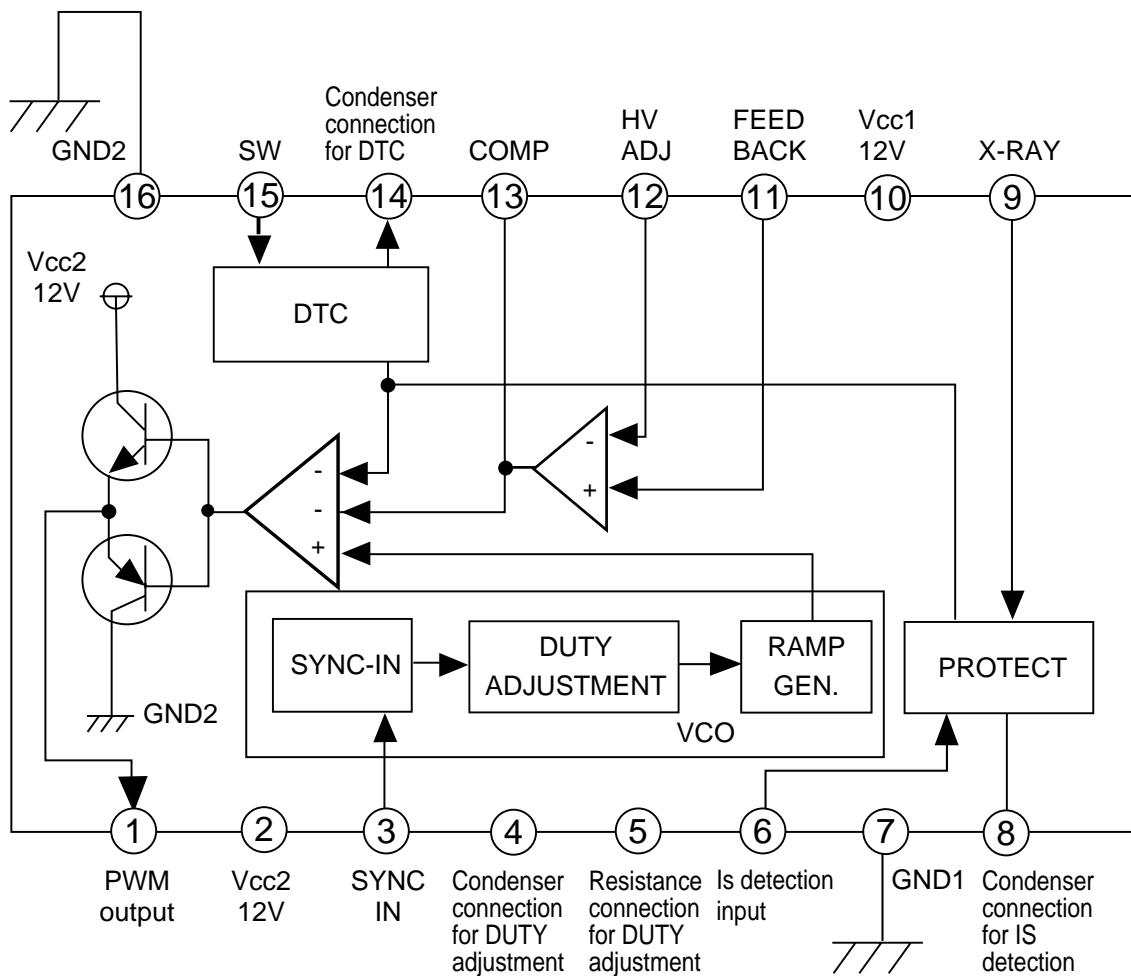 Condenser
connection
for DTC
HV
ADJ
FEED
BACK
Vcc1
12V
GND2
SW
COMP
X-RAY
16
15
14
13
12
11
10
9
Vcc2
12V
DTC
-
+
-
-
+
SYNC-IN
DUTY
ADJUSTMENT
RAMP
GEN.
PROTECT
VCO
GND2
1
2
3
4
5
6
7
8
PWM
output
Vcc2
12V
SYNC
IN
Condenser
connection
for DUTY
adjustment
Resistance
connection
for DUTY
adjustment
Is detection
input
GND1
Condenser
connection
for IS
detection